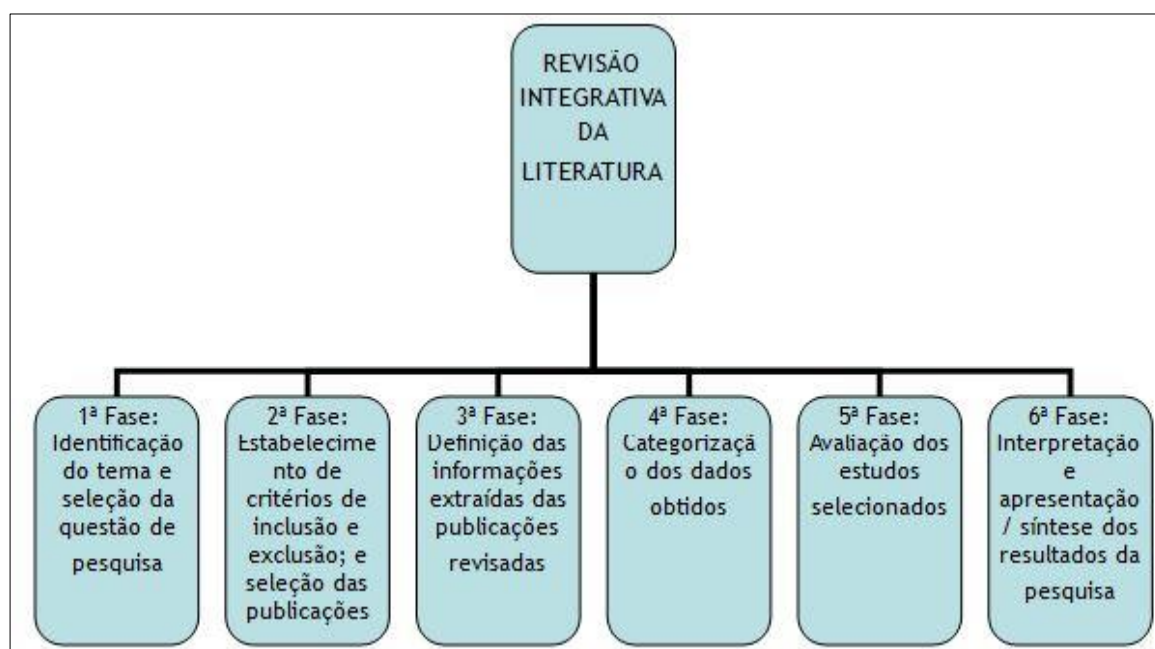 REVISÃO
INTEGRATIVA
DA
LITERATURA
1ª Fase:
Identificação
do tema e
seleção da
questão de
pesquisa
2ª Fase:
Estabelecime
nto de
critérios de
inclusão e
exclusão; e
seleção das
publicações
3ª Fase:
Definição das
informações
extraídas das
publicações
revisadas
4ª Fase:
Categorizaçã
o dos dados
obtidos
5ª Fase:
Avaliação dos
estudos
selecionados
6ª Fase:
Interpretação
e
apresentação
/ síntese dos
resultados da
pesquisa